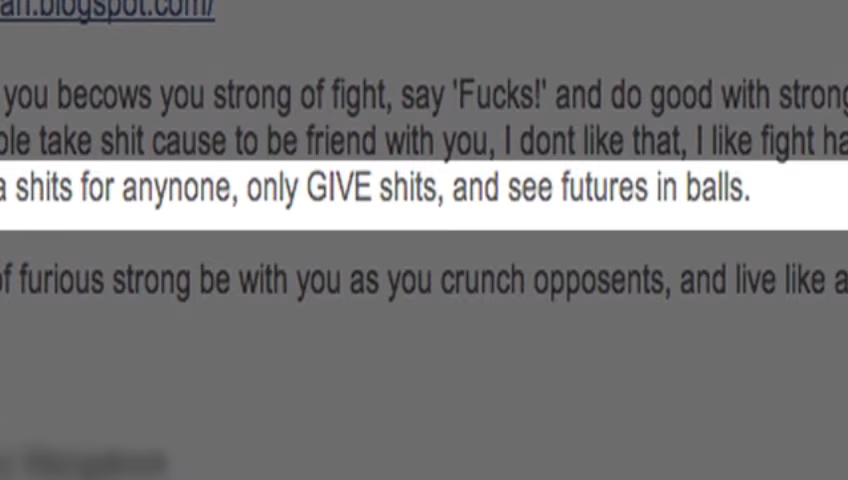 an.blogspot.com/
you becows you strong of fight, say 'Fucks!' and do good with strong
ple take shit cause to be friend with you, I dont like that, I like fight ha
a shits for anynone, only GIVE shits, and see futures in balls.
of furious strong be with you as you crunch opposents, and live like a